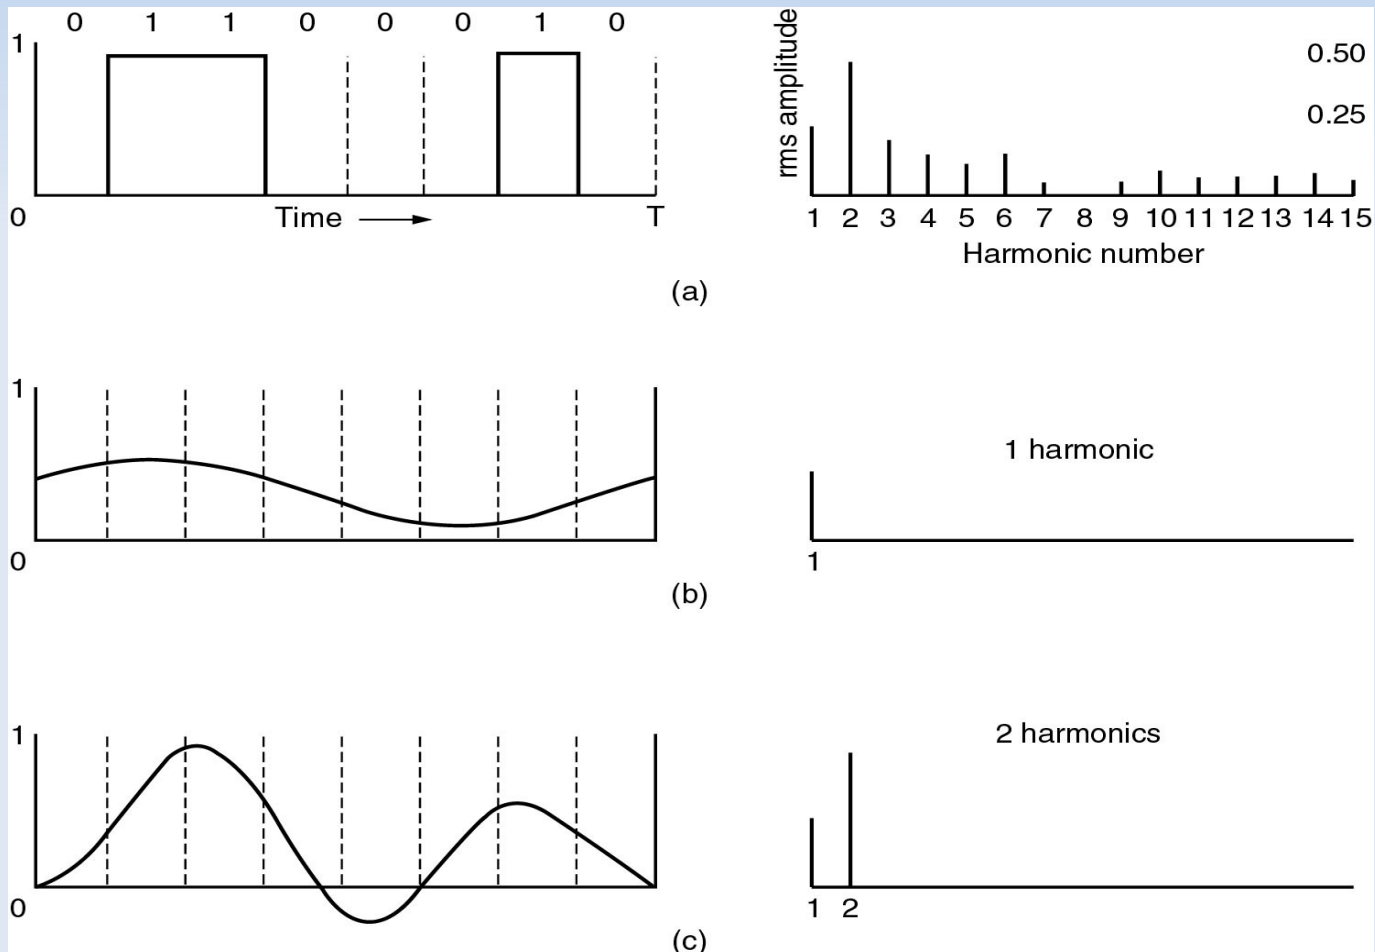 0 1 1 0 0 0 1 0
1
0
Time
T
rms amplitude
0.50
0.25
1 2 3 4 5 6 7 8 9 10 11 12 13 14 15
Harmonic number
(a)
1
0
1 harmonic
1
(b)
1
0
2 harmonics
1 2
(c)